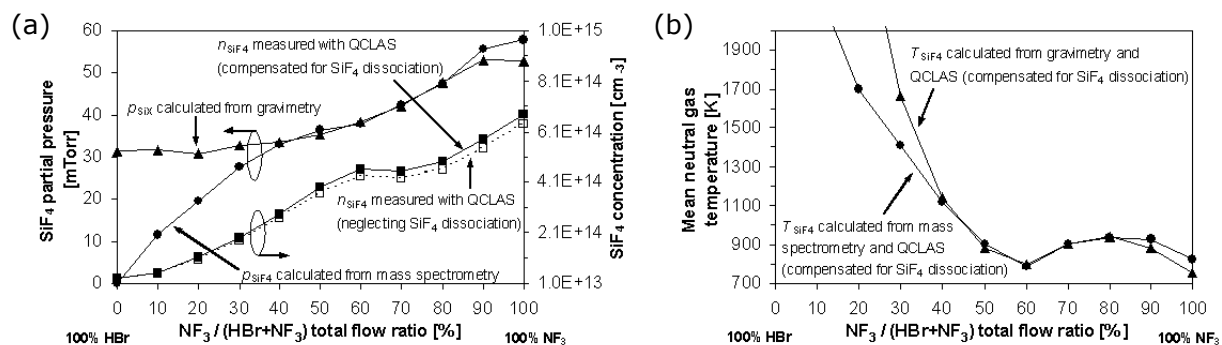 (a)
SiF4 partial pressure
[mTorr]
60
50
40
30
20
10
0
nSiF4 measured with QCLAS
(compensated for SiF4 dissociation)
pSiX calculated from gravimetry
nSiF4 measured with QCLAS
(neglecting SiF4 dissociation)
pSiF4 calculated from mass spectrometry
1.0E+15
8.1E+14
6.1E+14
4.1E+14
2.1E+14
1.0E+13
SiF4 concentration [cm-3]
0 10 20 30 40 50 60 70 80 90 100
100% HBr
NF3 / (HBr+NF3) total flow ratio [%]
100% NF3
(b)
Mean neutral gas
temperature [K]
1900
1700
1500
1300
1100
900
700
TSiF4 calculated from gravimetry and
QCLAS (compensated for SiF4 dissociation)
TSiF4 calculated from mass
spectrometry and QCLAS
(compensated for SiF4 dissociation)
0 10 20 30 40 50 60 70 80 90 100
100% HBr
NF3 / (HBr+NF3) total flow ratio [%]
100% NF3